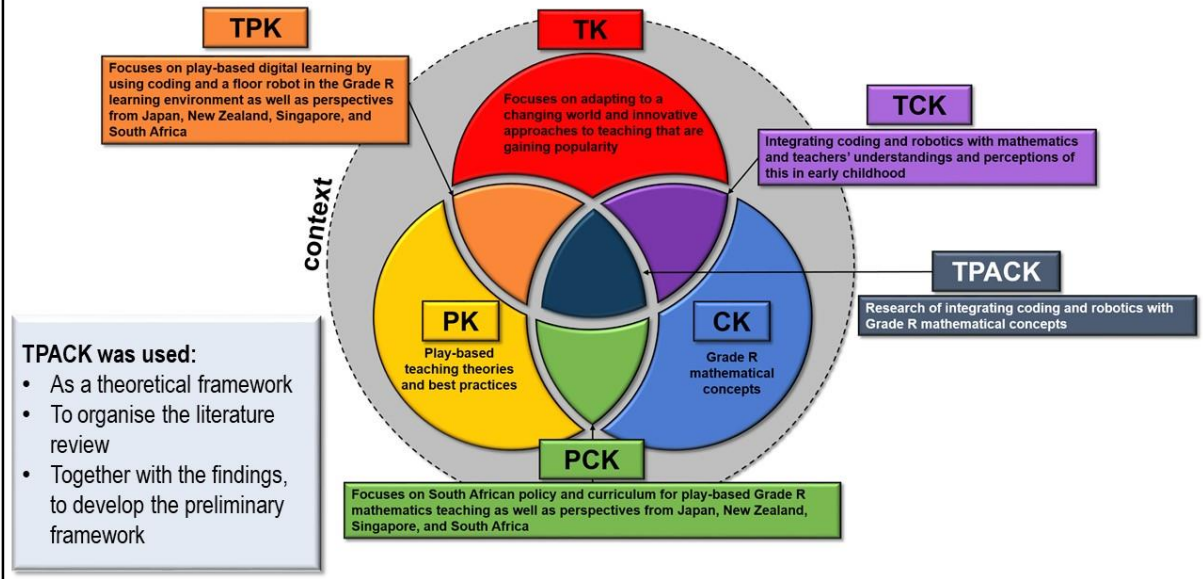 TPK
Focuses on play-based digital learning by
using coding and a floor robot in the Grade R
learning environment as well as perspectives
from Japan, New Zealand, Singapore, and
South Africa
TK
Focuses on adapting to a
changing world and innovative
approaches to teaching that are
gaining popularity
TCK
Integrating coding and robotics with mathematics
and teachers' understandings and perceptions of
this in early childhood
context
TPACK
Research of integrating coding and robotics with
Grade R mathematical concepts
PK
Play-based
teaching theories
and best practices
CK
Grade R
mathematical
concepts
PCK
Focuses on South African policy and curriculum for play-based Grade R
mathematics teaching as well as perspectives from Japan, New Zealand,
Singapore, and South Africa
TPACK was used:
• As a theoretical framework
• To organise the literature
review
• Together with the findings,
to develop the preliminary
framework